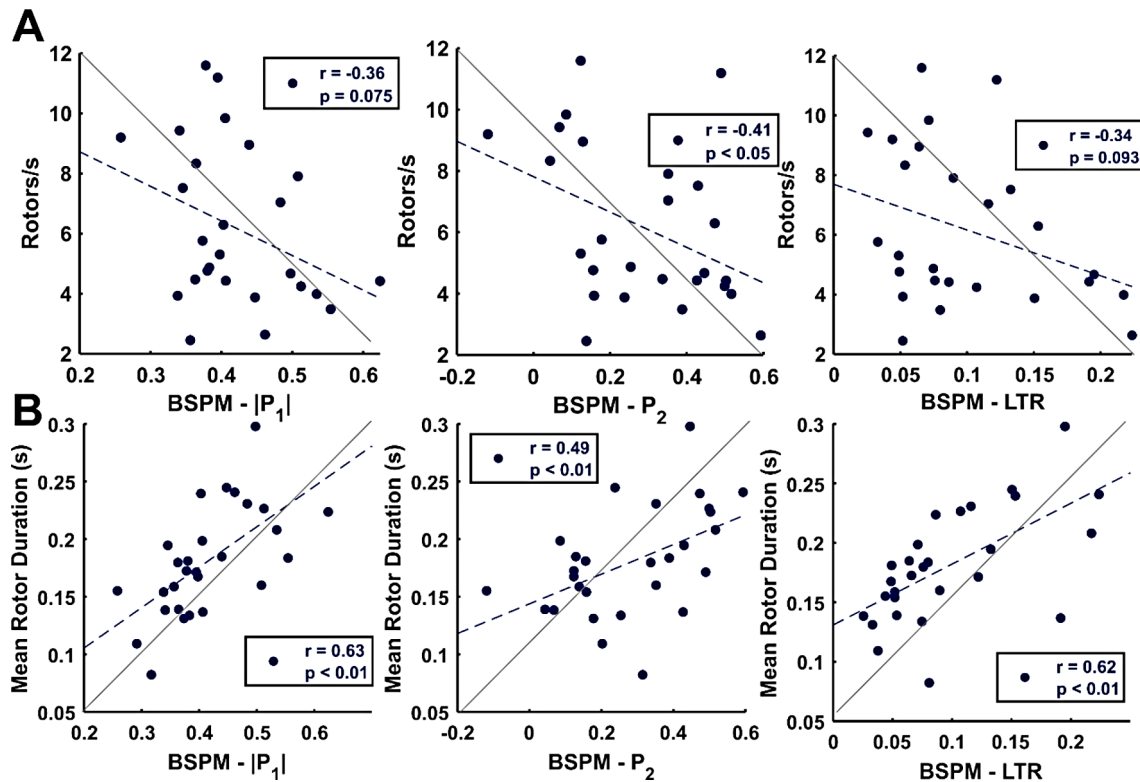 A
Rotors/s
12
10
8
6
4
2
r = -0.36
p = 0.075
0.2 0.3 0.4 0.5 0.6
BSPM - |P1|
Rotors/s
12
10
8
6
4
2
r = -0.41
p < 0.05
-0.2 0 0.2 0.4 0.6
BSPM - P2
Rotors/s
12
10
8
6
4
2
r = -0.34
p = 0.093
0 0.05 0.1 0.15 0.2
BSPM - LTR
B
Mean Rotor Duration (s)
0.3
0.25
0.2
0.15
0.1
0.05
r = 0.63
p < 0.01
0.2 0.3 0.4 0.5 0.6
BSPM - |P1|
Mean Rotor Duration (s)
0.3
0.25
0.2
0.15
0.1
0.05
r = 0.49
p < 0.01
-0.2 0 0.2 0.4 0.6
BSPM - P2
Mean Rotor Duration (s)
0.3
0.25
0.2
0.15
0.1
0.05
r = 0.62
p < 0.01
0 0.05 0.1 0.15 0.2
BSPM - LTR